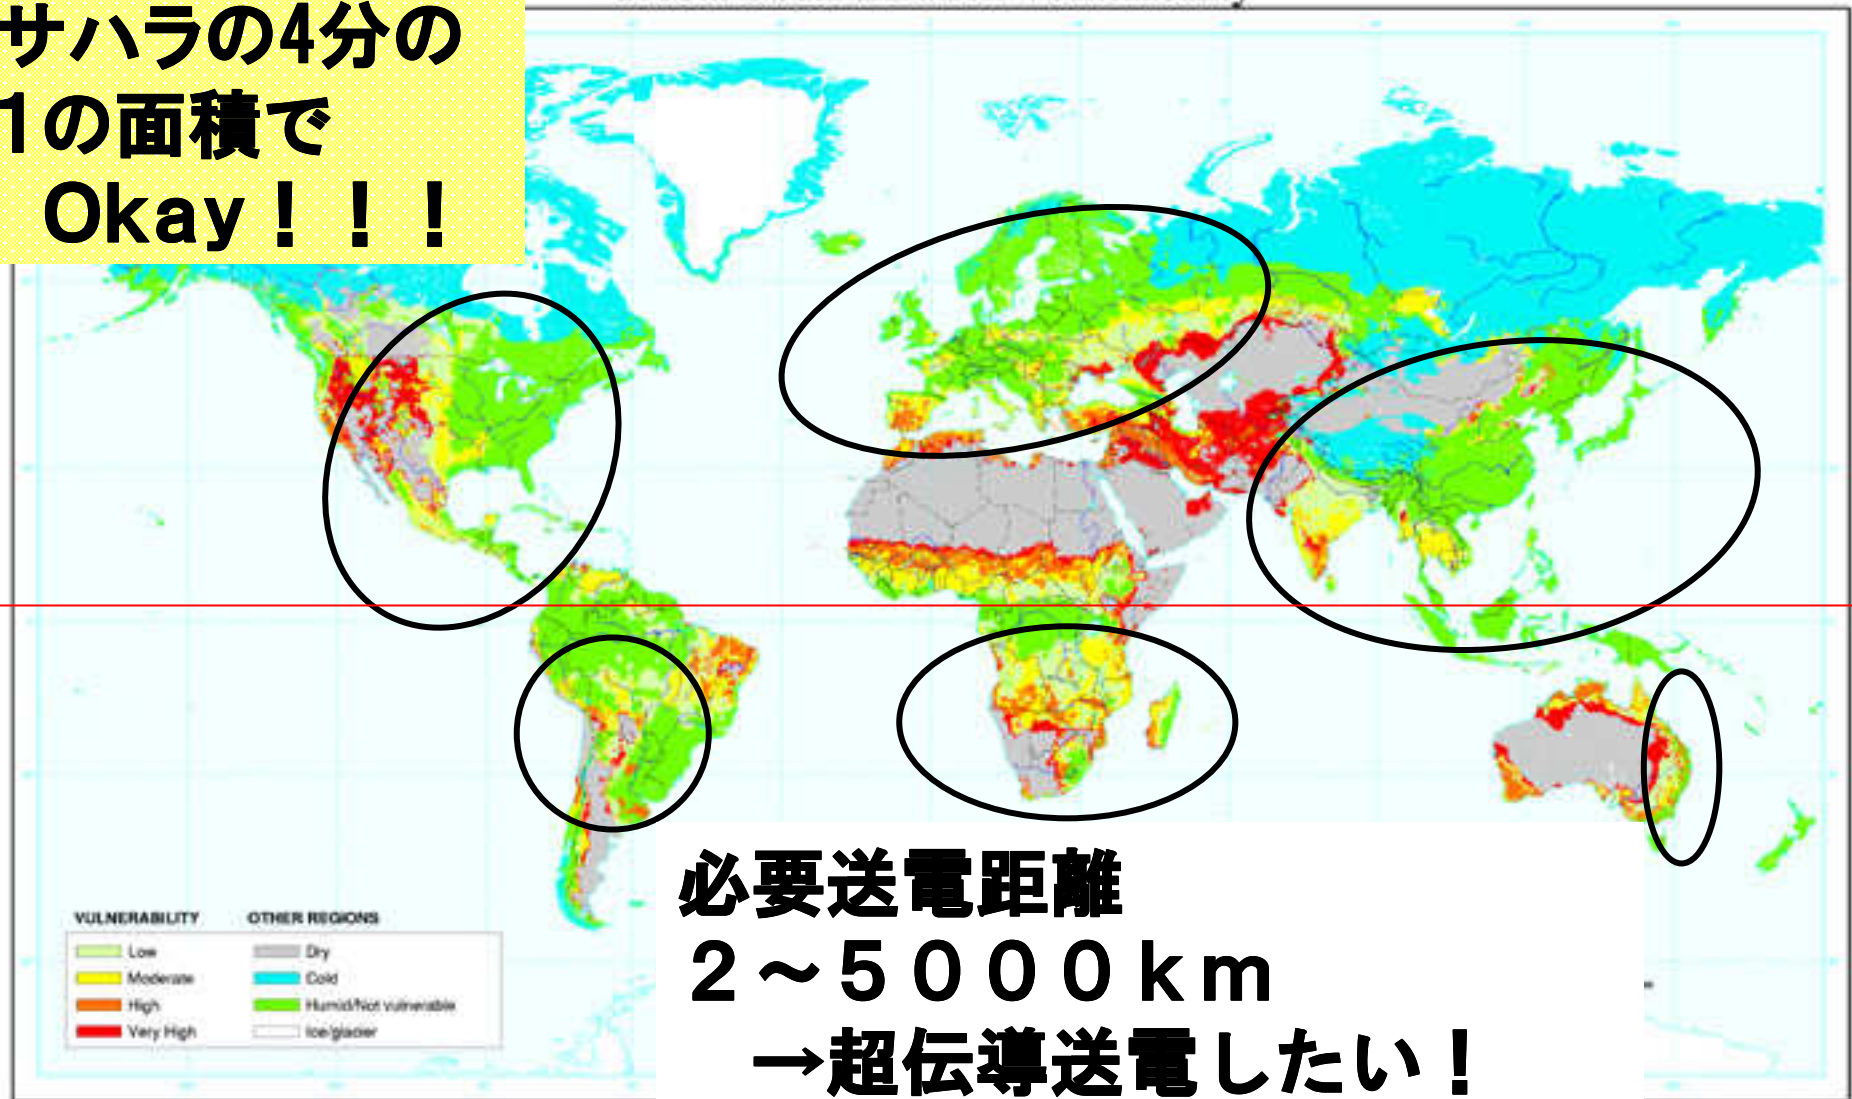 サハラの4分の
1の面積で
Okay！！！
VULNERABILITY
OTHER REGIONS
Low
Dry
Moderate
Cold
High
Humid/Not vulnerable
Very High
Ice/glacier
必要送電距離
２～５０００ｋｍ
→超伝導送電したい！